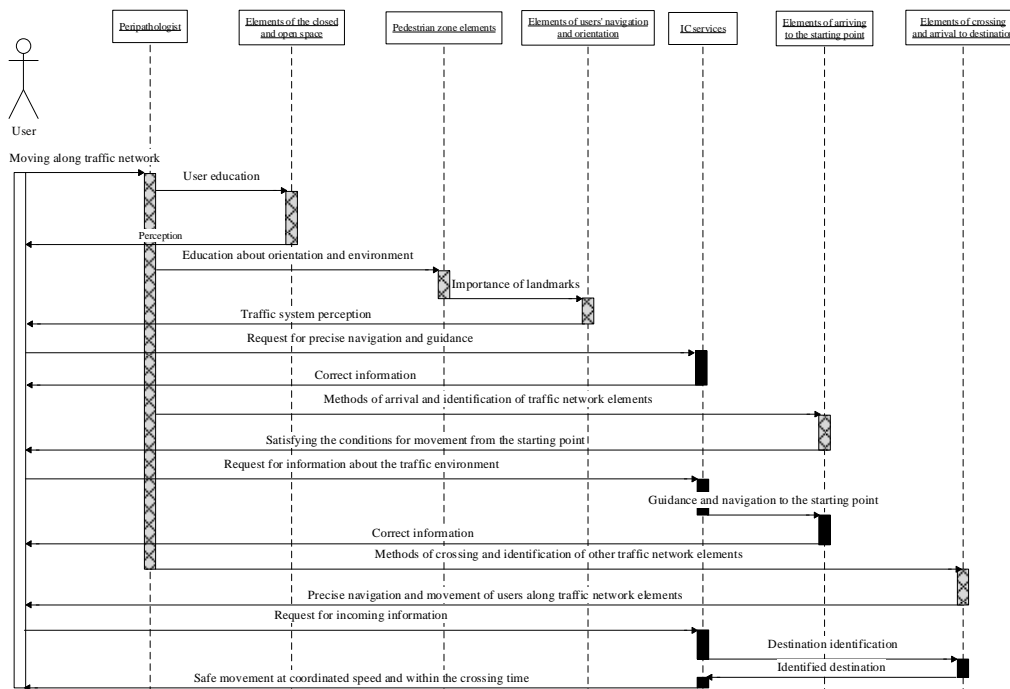 Peripathologist
Elements of the closed
and open space
Pedestrian zone elements
Elements of users' navigation
and orientation
IC services
Elements of arriving
to the starting point
Elements of crossing
and arrival to destination
User
Moving along traffic network
User education
Perception
Education about orientation and environment
Importance of landmarks
Traffic system perception
Request for precise navigation and guidance
Correct information
Methods of arrival and identification of traffic network elements
Satisfying the conditions for movement from the starting point
Request for information about the traffic environment
Guidance and navigation to the starting point
Correct information
Methods of crossing and identification of other traffic network elements
Precise navigation and movement of users along traffic network elements
Request for incoming information
Destination identification
Identified destination
Safe movement at coordinated speed and within the crossing time